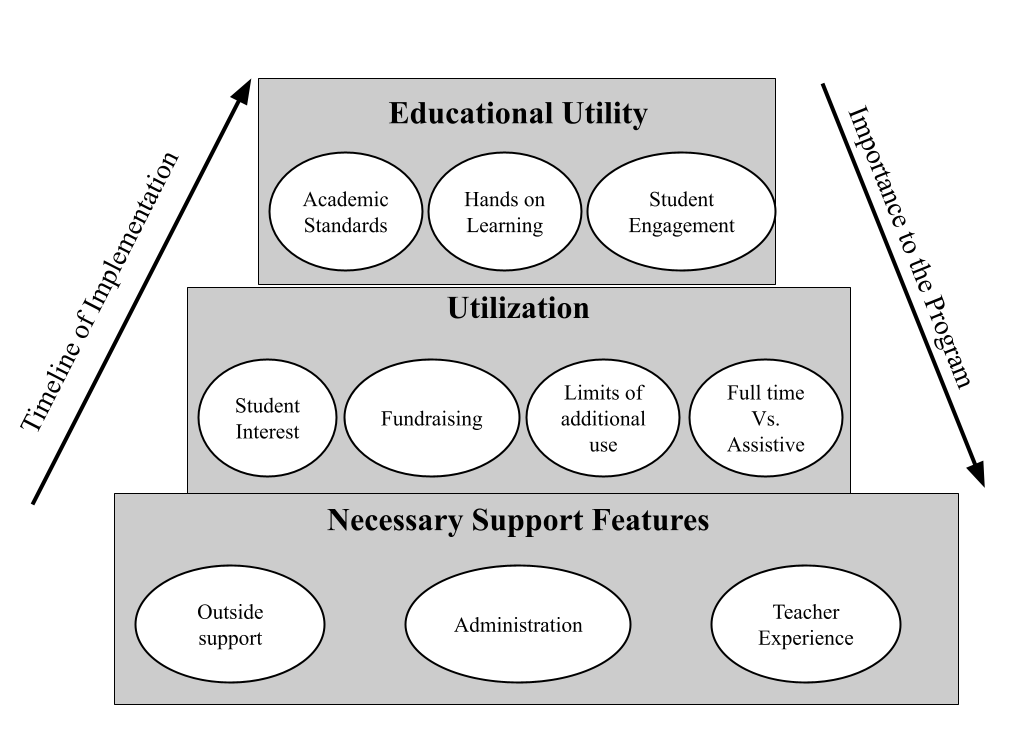 Educational Utility
Academic
Standards
Hands on
Learning
Student
Engagement
Timeline of Implementation
Importance to the Program
Utilization
Student
Interest
Fundraising
Limits of
additional
use
Full time
Vs.
Assistive
Necessary Support Features
Outside
support
Administration
Teacher
Experience